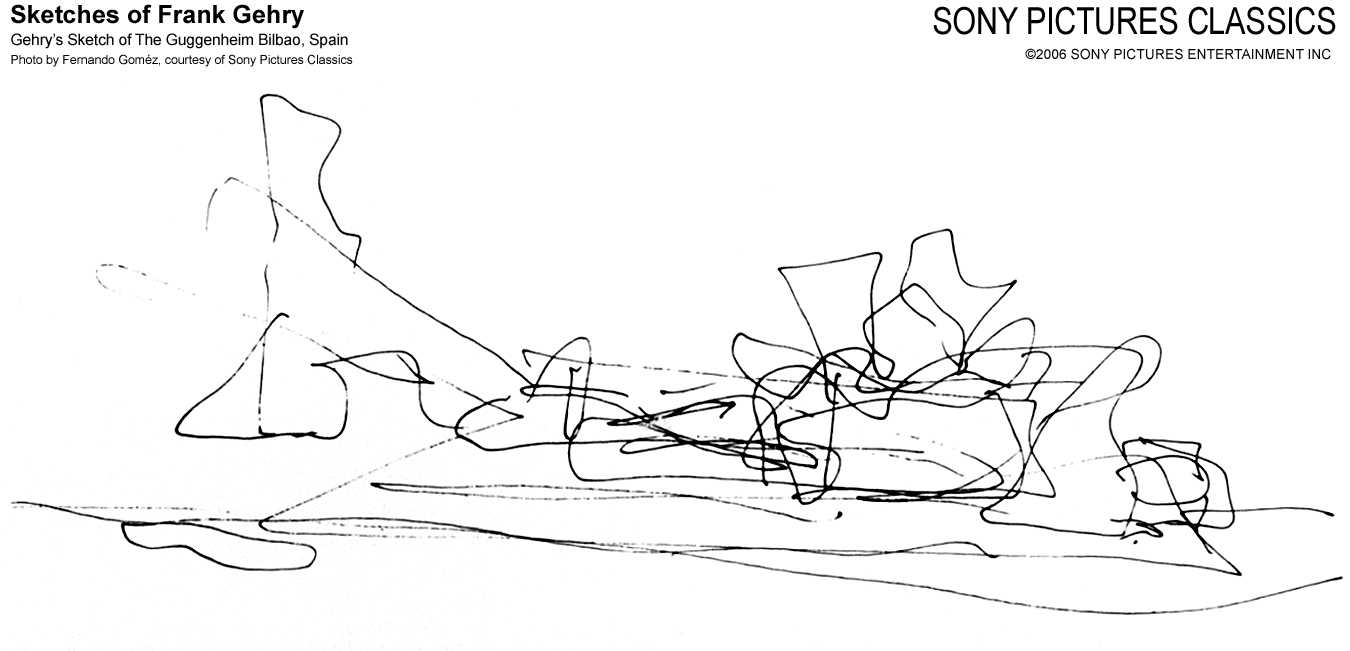 Sketches of Frank Gehry
Gehry's Sketch of The Guggenheim Bilbao, Spain
Photo by Fernando Goméz, courtesy of Sony Pictures Classics
SONY PICTURES CLASSICS
©2006 SONY PICTURES ENTERTAINMENT INC